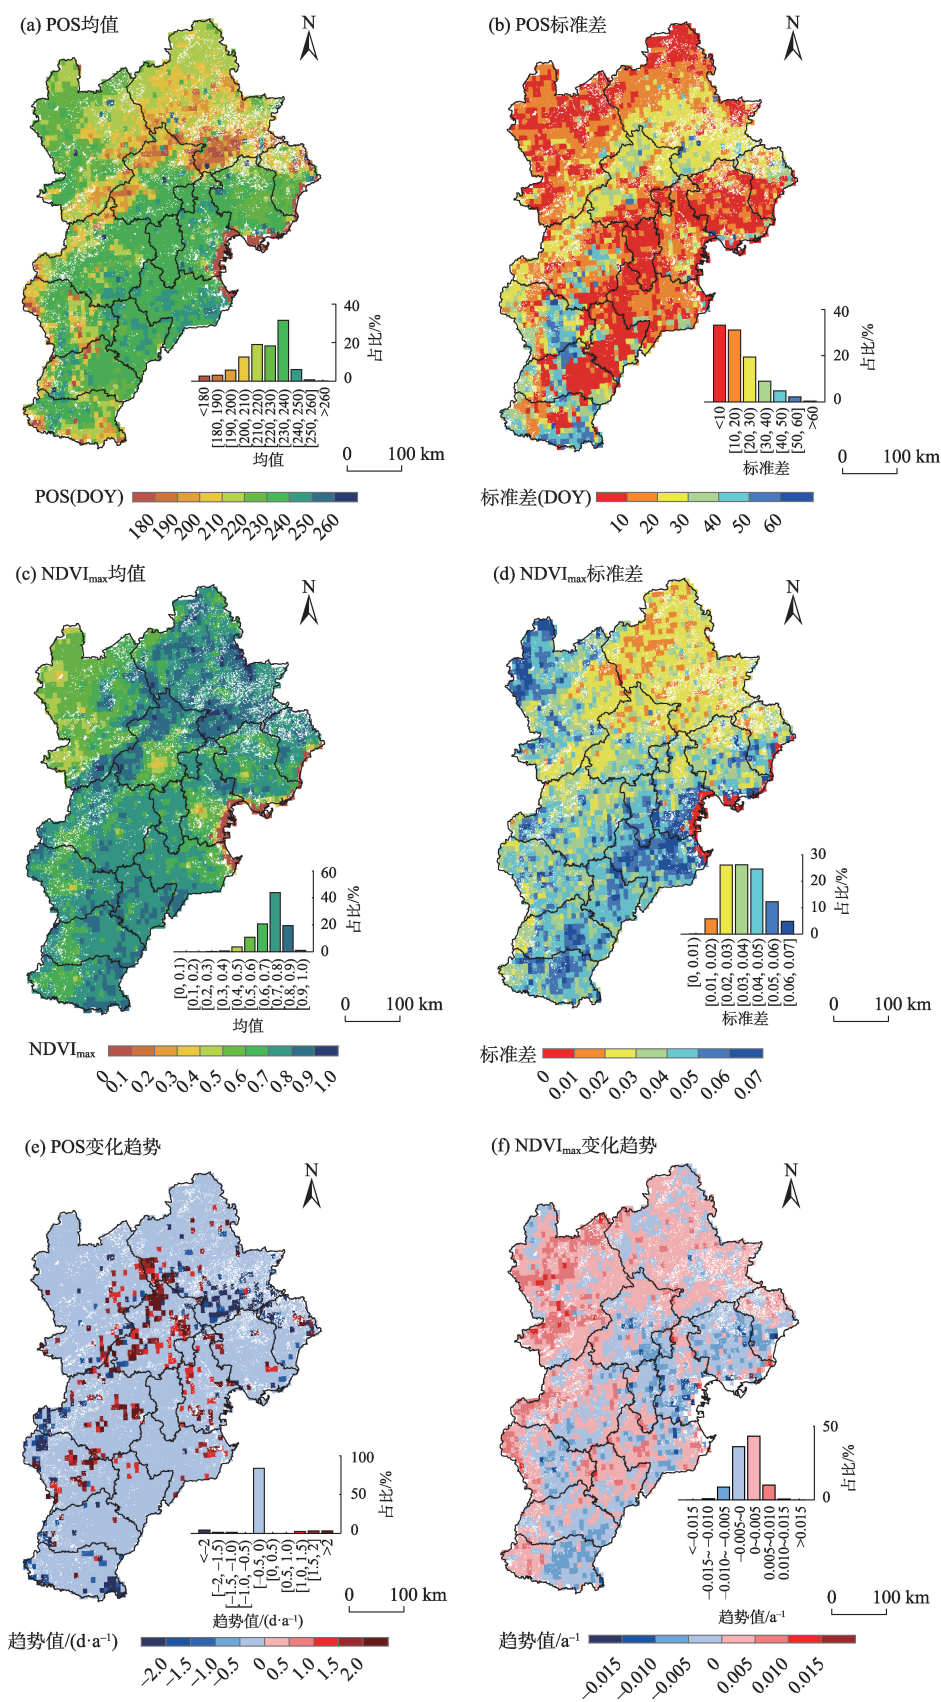 (a) POS均值
N
40
20
0
占比/%
<180
[180, 190)
[190, 200)
[200, 210)
[210, 220)
[220, 230)
[230, 240)
[240, 250)
[250, 260]
>260
均值
0 100 km
POS(DOY)
180 190 200 210 220 230 240 250 260
(b) POS标准差
N
40
20
0
占比/%
<10
[10, 20)
[20, 30)
[30, 40)
[40, 50)
[50, 60]
>60
标准差
0 100 km
标准差(DOY)
10 20 30 40 50 60
(c) NDVImax均值
N
60
40
20
0
占比/%
[0, 0.1)
[0.1, 0.2)
[0.2, 0.3)
[0.3, 0.4)
[0.4, 0.5)
[0.5, 0.6)
[0.6, 0.7)
[0.7, 0.8)
[0.8, 0.9)
[0.9, 1.0)
均值
0 100 km
NDVImax
0 0.1 0.2 0.3 0.4 0.5 0.6 0.7 0.8 0.9 1.0
(d) NDVImax标准差
N
30
20
10
0
占比/%
[0, 0.01)
[0.01, 0.02)
[0.02, 0.03)
[0.03, 0.04)
[0.04, 0.05)
[0.05, 0.06)
[0.06, 0.07]
标准差
0 100 km
标准差
0 0.01 0.02 0.03 0.04 0.05 0.06 0.07
(e) POS变化趋势
N
100
50
0
占比/%
<−2
[−2, −1.5)
[−1.5, −1.0)
[−1.0, −0.5)
[−0.5, 0)
[0, 0.5)
[0.5, 1.0)
[1.0, 1.5)
[1.5, 2]
>2
趋势值/(d·a⁻¹)
0 100 km
趋势值/(d·a⁻¹)
−2.0 −1.5 −1.0 −0.5 0 0.5 1.0 1.5 2.0
(f) NDVImax变化趋势
N
50
0
占比/%
<−0.015
−0.015~−0.010
−0.010~−0.005
−0.005~0
0~0.005
0.005~0.010
0.010~0.015
>0.015
趋势值/a⁻¹
0 100 km
趋势值/a⁻¹
−0.015 −0.010 −0.005 0 0.005 0.010 0.015